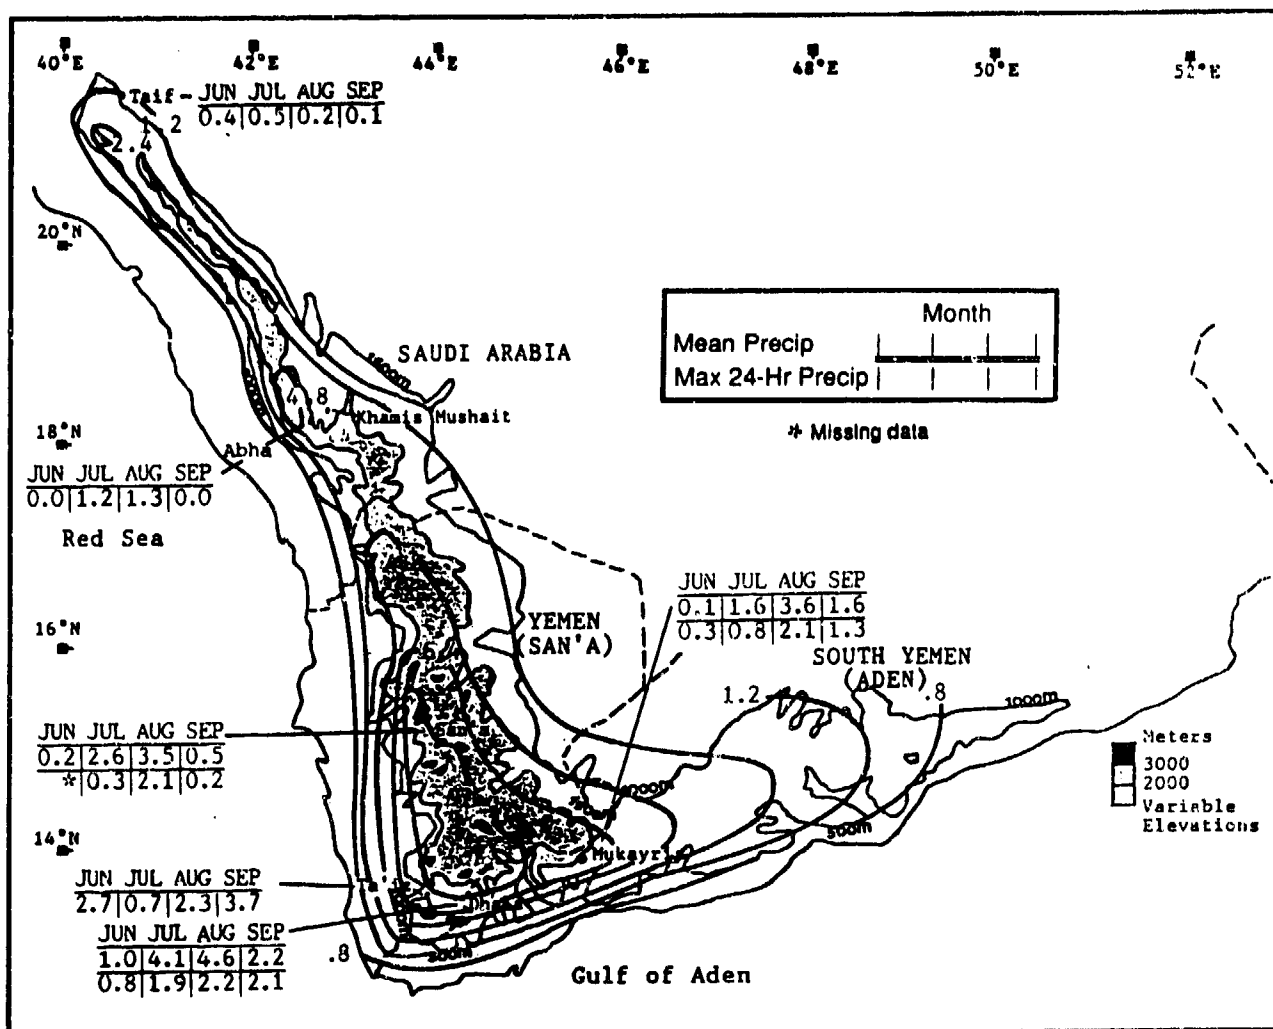 40°E 42°E 44°E 46°E 48°E 50°E 52°E
Taif - JUN JUL AUG SEP
0.4|0.5|0.2|0.1
1.2
2.4
20°N
Month
Mean Precip
Max 24-Hr Precip
* Missing data
SAUDI ARABIA
1500m
4.8
Khamis Mushait
18°N
Abha
JUN JUL AUG SEP
0.0|1.2|1.3|0.0
Red Sea
JUN JUL AUG SEP
0.1|1.6|3.6|1.6
0.3|0.8|2.1|1.3
16°N
YEMEN
(SAN'A)
SOUTH YEMEN
(ADEN)
1.2
.8
1000m
JUN JUL AUG SEP
0.2|2.6|3.5|0.5
*|0.3|2.1|0.2
San'a
Meters
3000
2000
Variable
Elevations
1000m
500m
14°N
JUN JUL AUG SEP
2.7|0.7|2.3|3.7
JUN JUL AUG SEP
1.0|4.1|4.6|2.2
0.8|1.9|2.2|2.1
.8
500m
Gulf of Aden